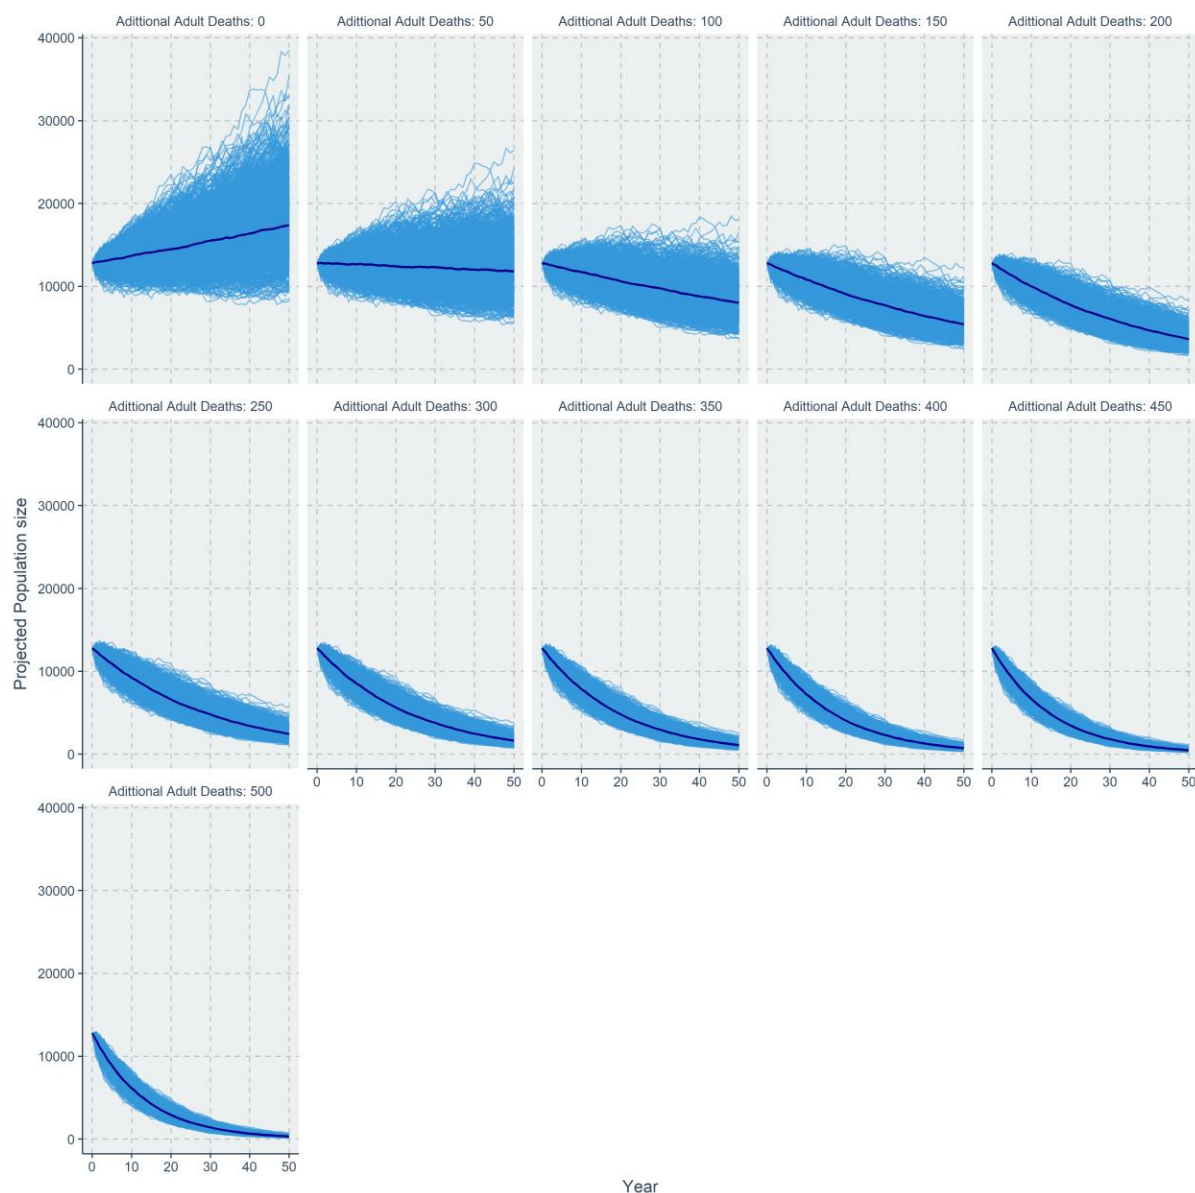 Adittional Adult Deaths: 0
Adittional Adult Deaths: 50
Adittional Adult Deaths: 100
Adittional Adult Deaths: 150
Adittional Adult Deaths: 200
40000
30000
20000
10000
0
Adittional Adult Deaths: 250
Adittional Adult Deaths: 300
Adittional Adult Deaths: 350
Adittional Adult Deaths: 400
Adittional Adult Deaths: 450
Projected Population size
40000
30000
20000
10000
0
0 10 20 30 40 50
0 10 20 30 40 50
0 10 20 30 40 50
0 10 20 30 40 50
Adittional Adult Deaths: 500
40000
30000
20000
10000
0
0 10 20 30 40 50
Year